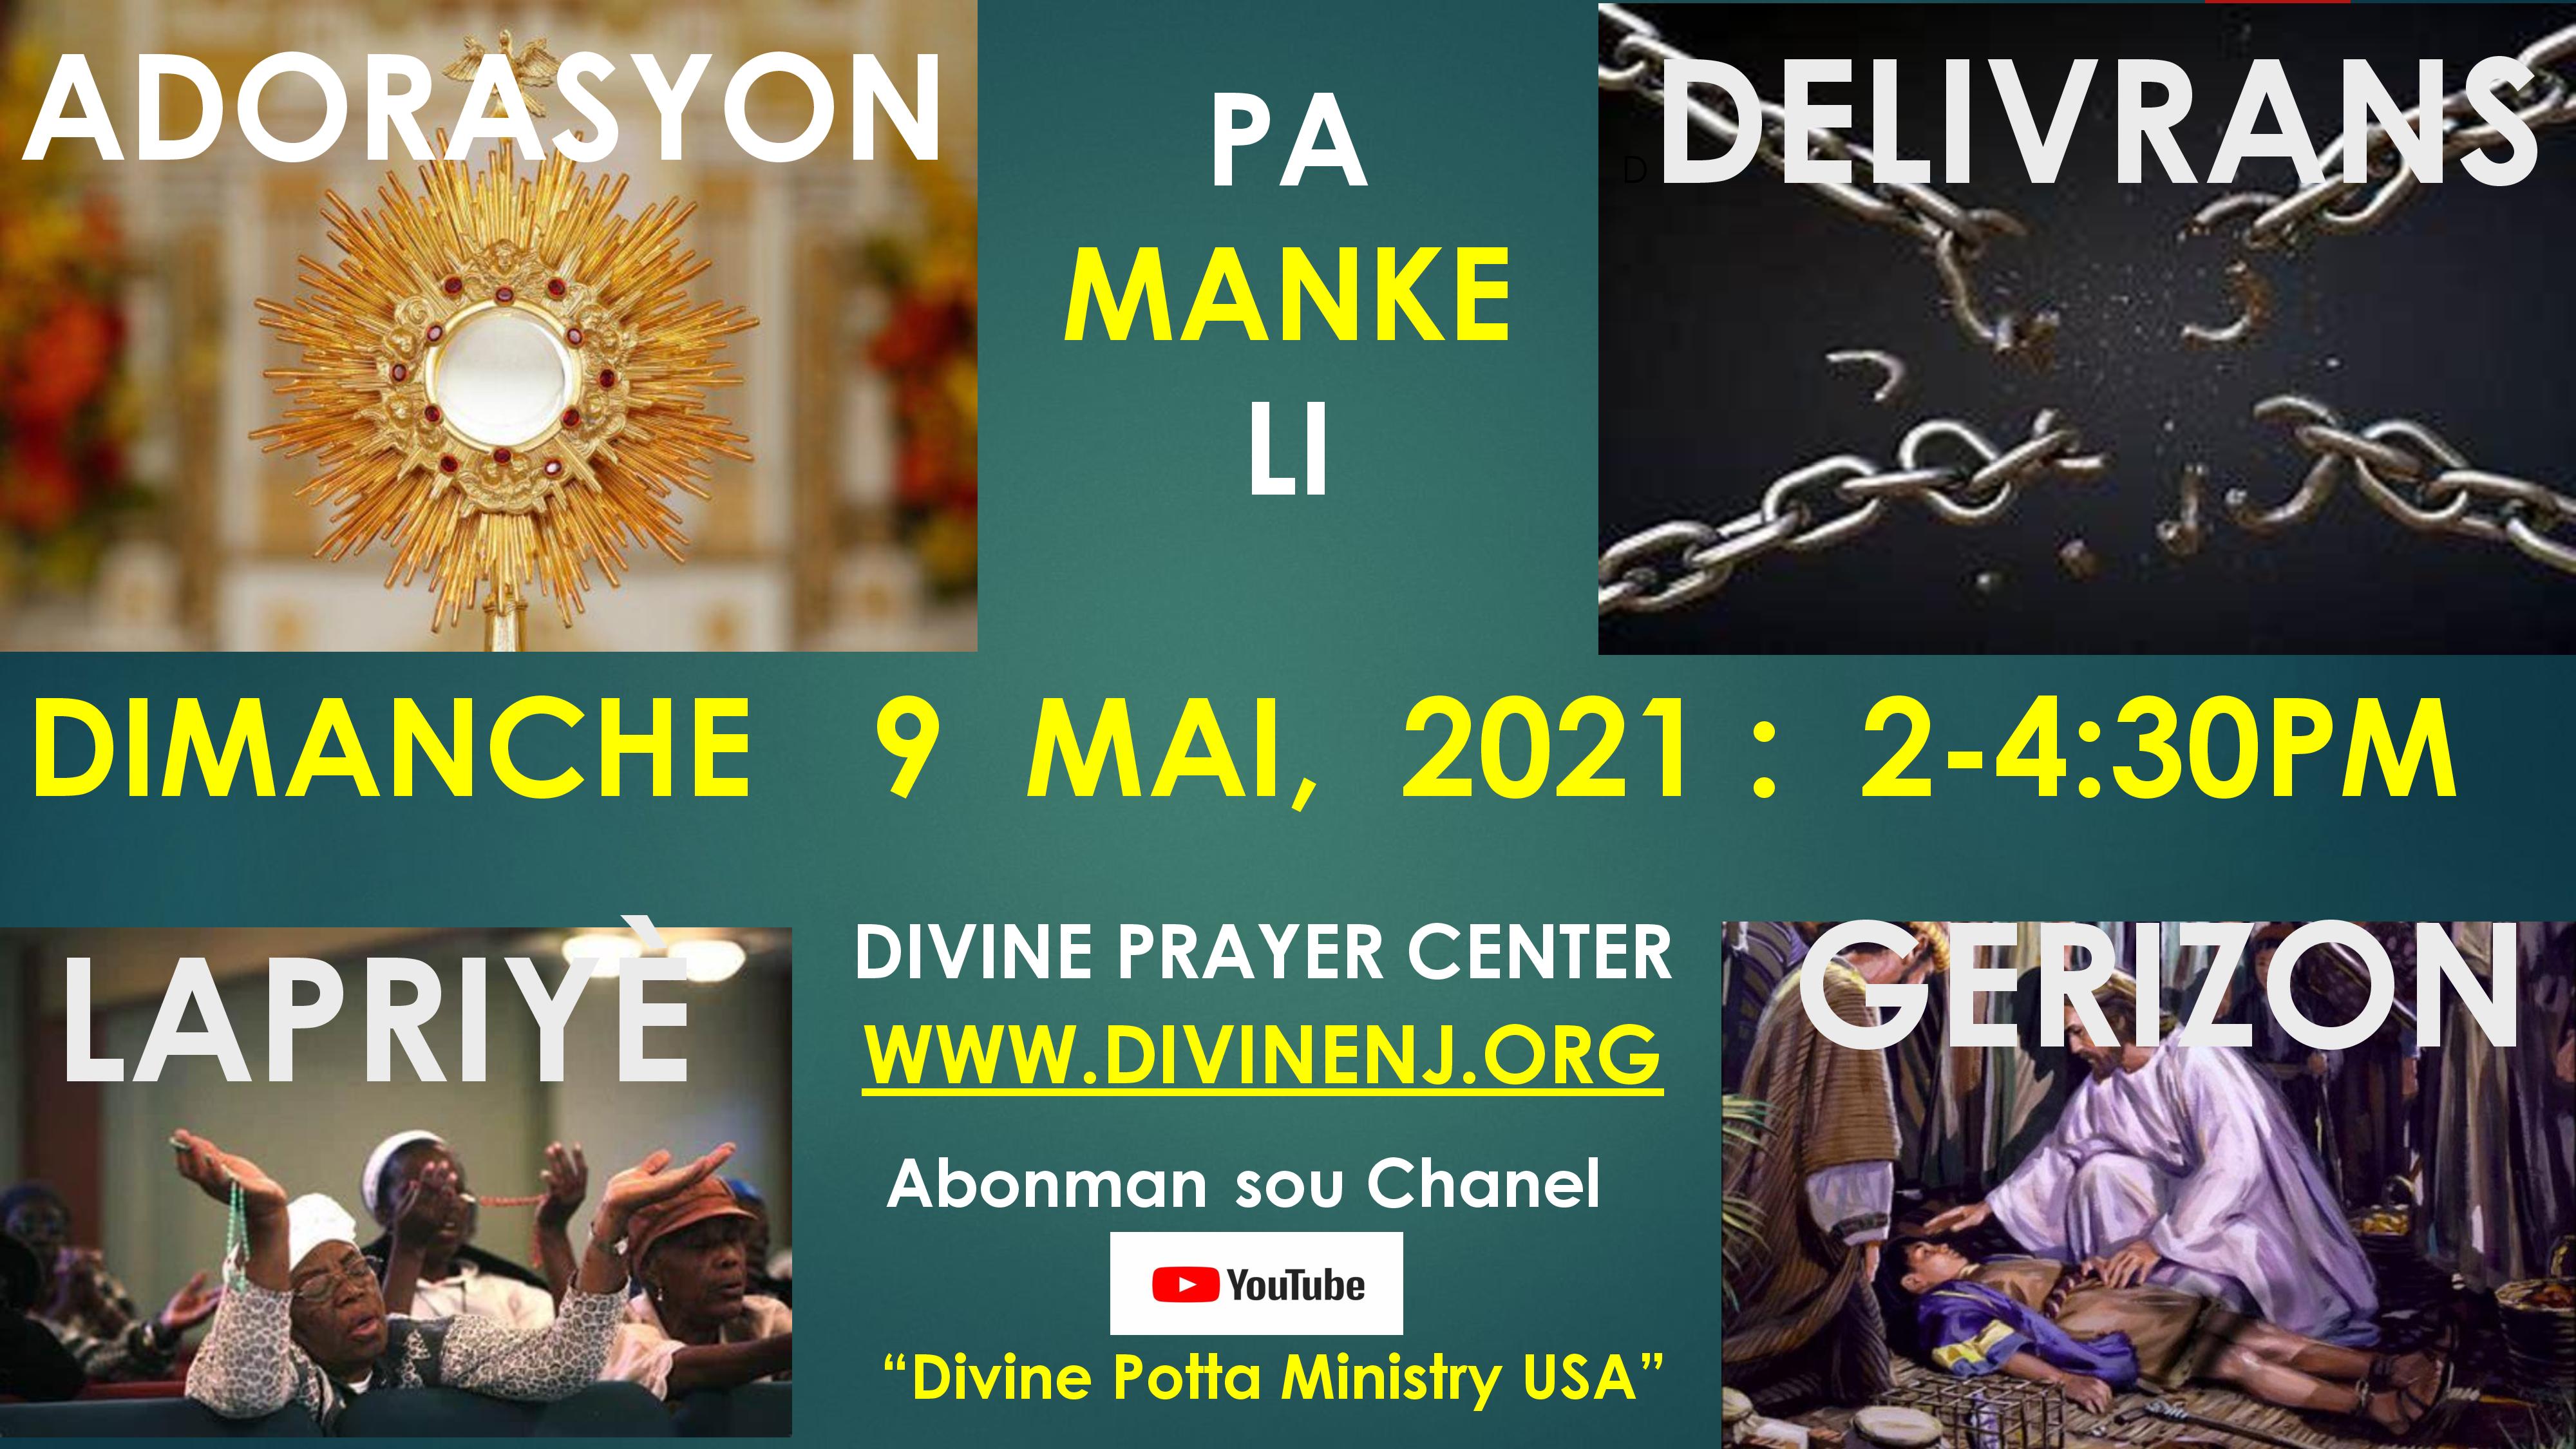 ADORASYON
PA
MANKE
LI
D
DELIVRANS
DIMANCHE 9 MAI, 2021 : 2-4:30PM
LAPRIYÈ
DIVINE PRAYER CENTER
WWW.DIVINENJ.ORG
Abonman sou Chanel
YouTube
“Divine Potta Ministry USA”
GERIZON